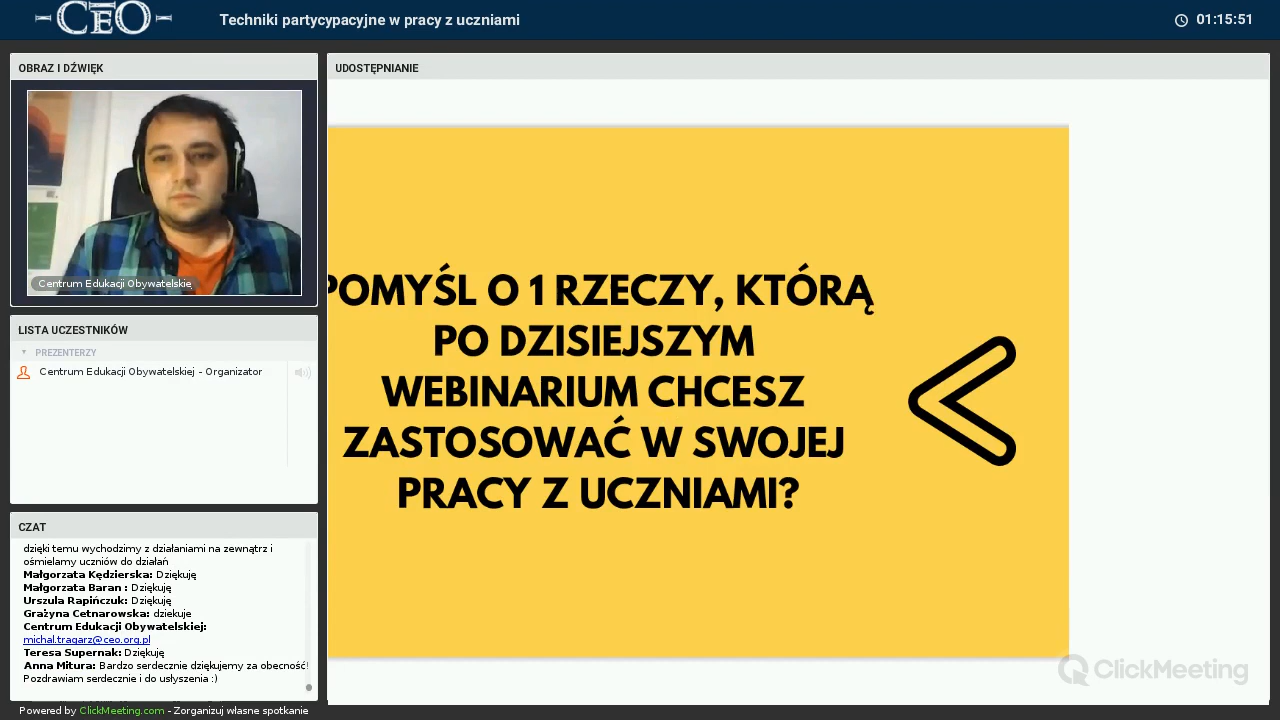 CEO
Techniki partycypacyjne w pracy z uczniami
01:15:51
OBRAZ I DŹWIĘK
Centrum Edukacji Obywatelskie
LISTA UCZESTNIKÓW
PREZENTERZY
Centrum Edukacji Obywatelskiej - Organizator
CZAT
dzięki temu wychodzimy z działaniami na zewnątrz i
ośmielamy uczniów do działań
Małgorzata Kędzierska: Dziękuję
Małgorzata Baran : Dziękuję
Urszula Rapińczuk: Dziękuję
Grażyna Cetnarowska: dziekuje
Centrum Edukacji Obywatelskiej:
michal.tragarz@ceo.org.pl
Teresa Supernak: Dziękuję
Anna Mitura: Bardzo serdecznie dziękujemy za obecność!
Pozdrawiam serdecznie i do usłyszenia :)
Powered by ClickMeeting.com - Zorganizuj własne spotkanie
UDOSTĘPNIANIE
POMYŚL O 1 RZECZY, KTÓRĄ
PO DZISIEJSZYM
WEBINARIUM CHCESZ
ZASTOSOWAĆ W SWOJEJ
PRACY Z UCZNIAMI?
ClickMeeting